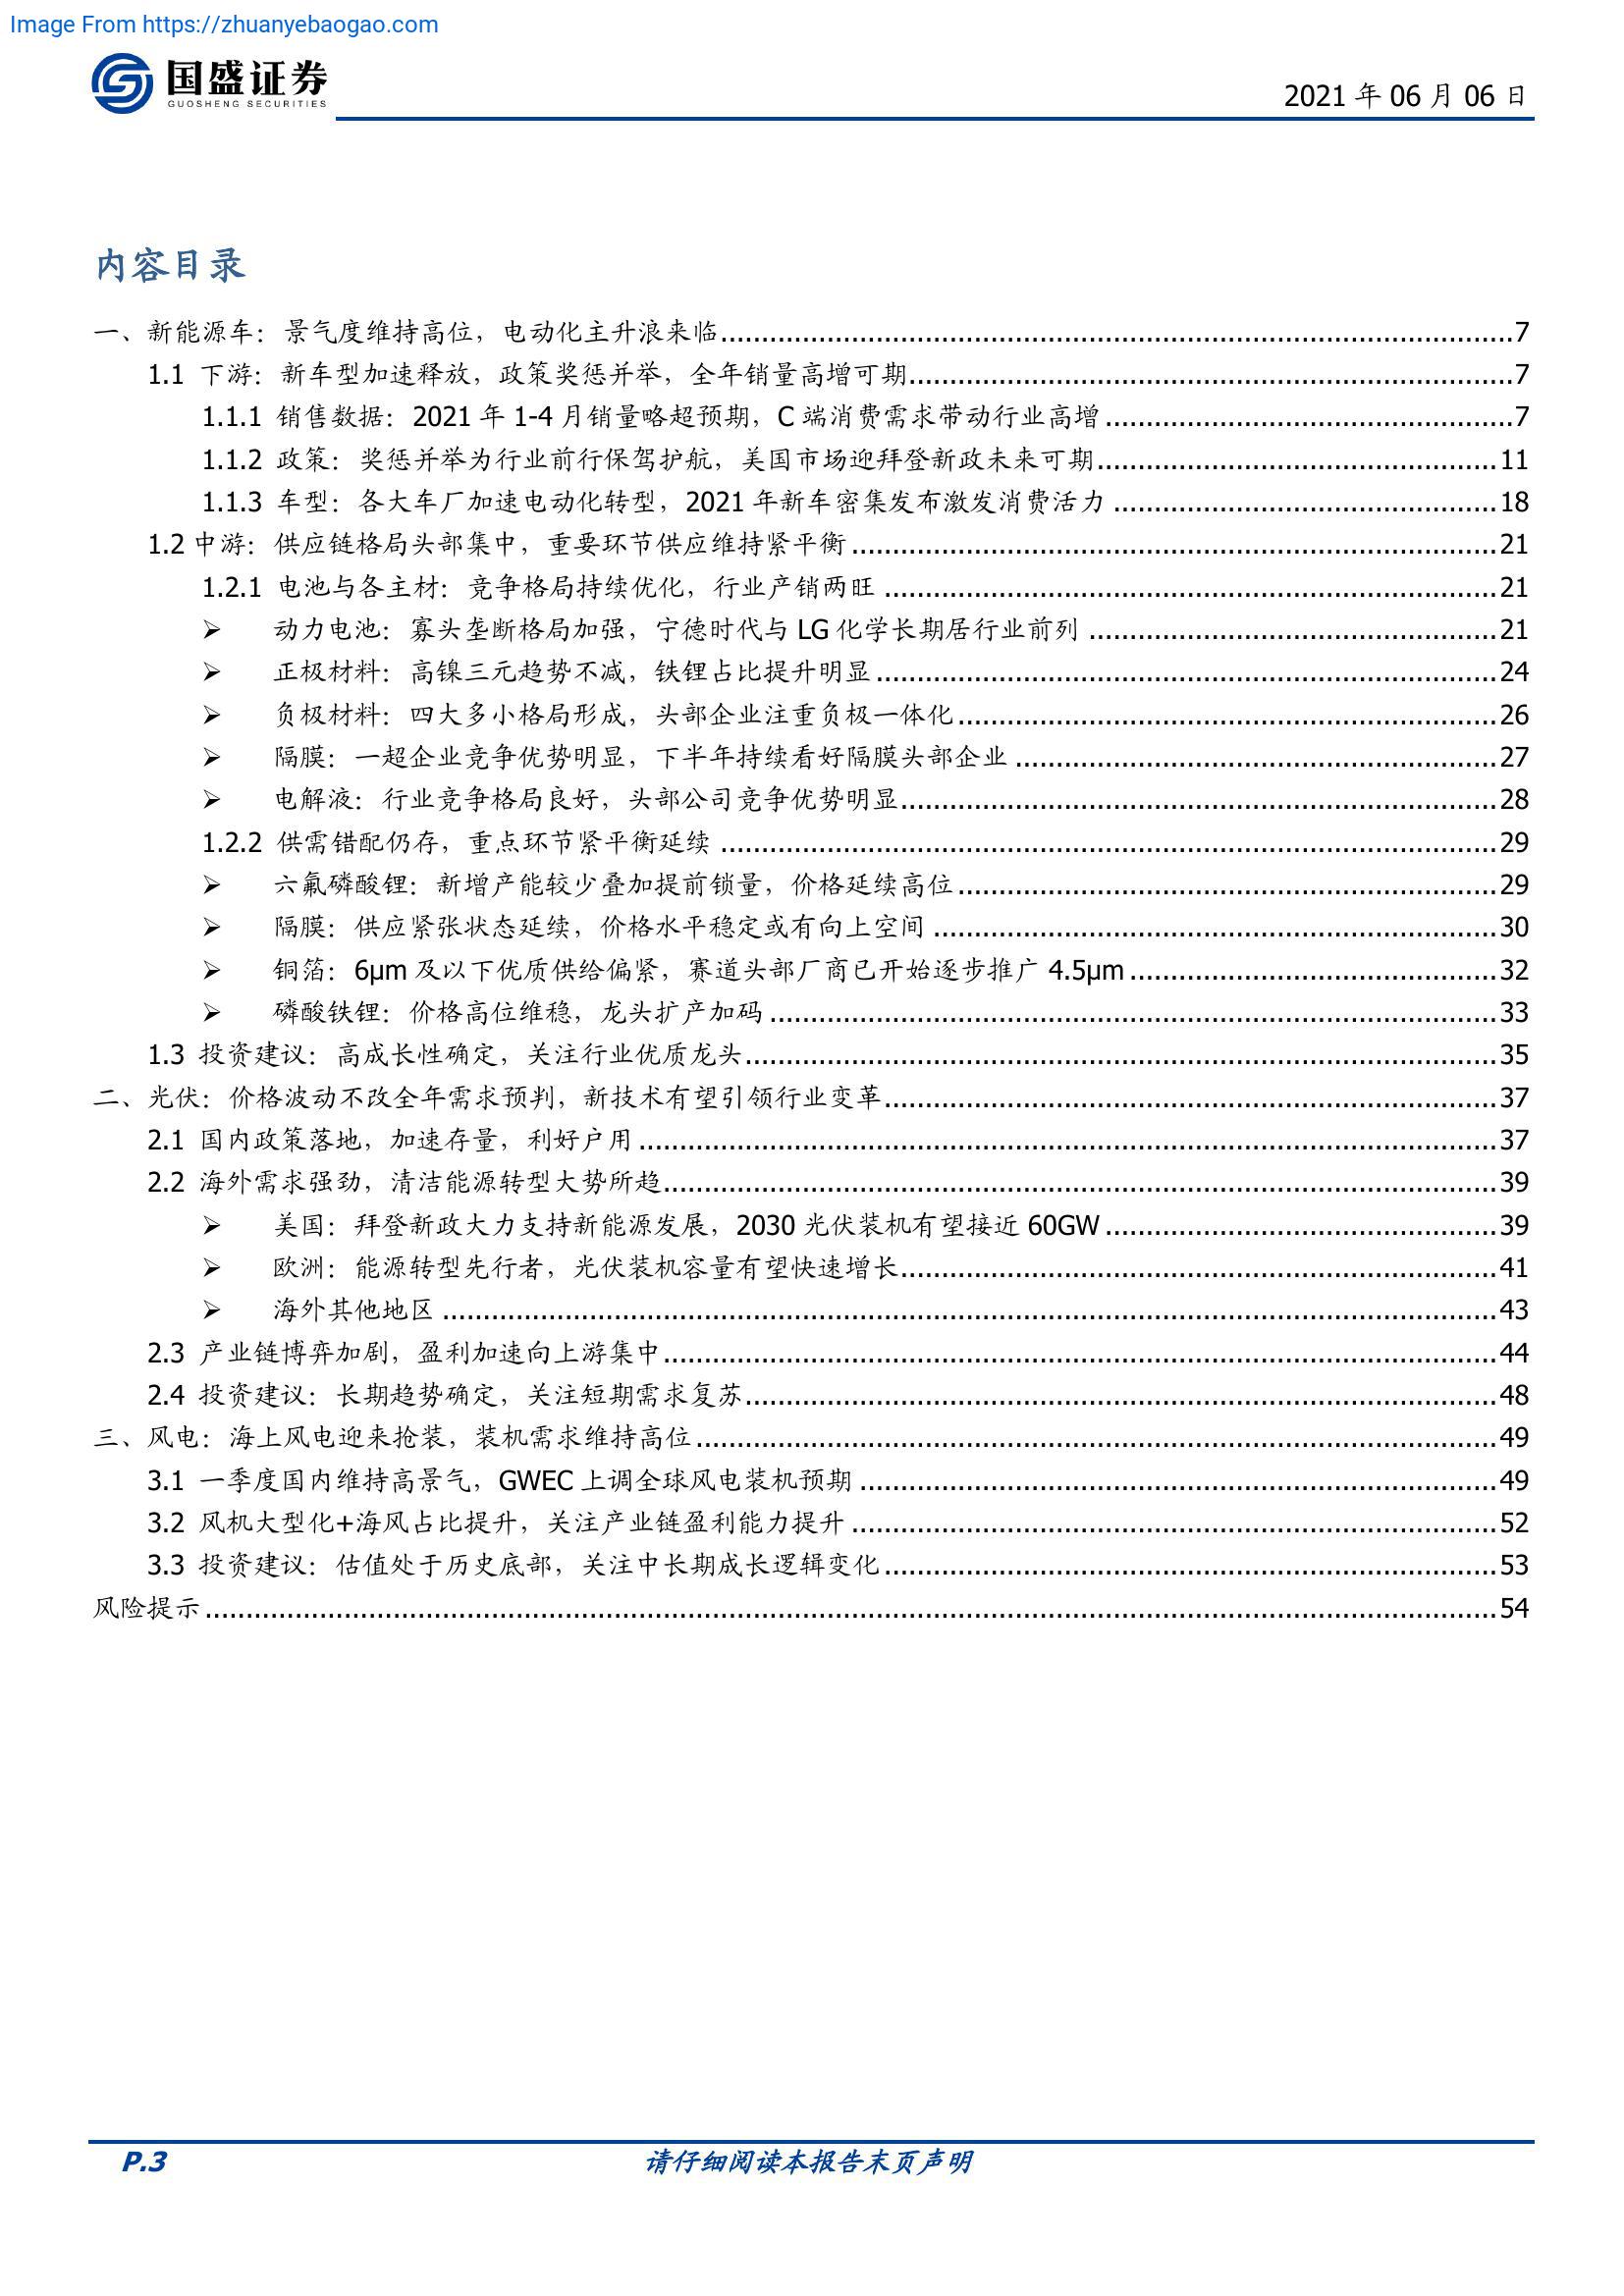 Image From https://zhuanyebaogao.com
国盛证券
GUOSHENG SECURITIES
2021 年 06 月 06 日
内容目录
一、新能源车：景气度维持高位，电动化主升浪来临 7
1.1 下游：新车型加速释放，政策奖惩并举，全年销量高增可期 7
1.1.1 销售数据：2021 年 1-4 月销量略超预期，C 端消费需求带动行业高增 7
1.1.2 政策：奖惩并举为行业前行保驾护航，美国市场迎拜登新政未来可期 11
1.1.3 车型：各大车厂加速电动化转型，2021 年新车密集发布激发消费活力 18
1.2 中游：供应链格局头部集中，重要环节供应维持紧平衡 21
1.2.1 电池与各主材：竞争格局持续优化，行业产销两旺 21
➢ 动力电池：寡头垄断格局加强，宁德时代与 LG 化学长期居行业前列 21
➢ 正极材料：高镍三元趋势不减，铁锂占比提升明显 24
➢ 负极材料：四大多小格局形成，头部企业注重负极一体化 26
➢ 隔膜：一超企业竞争优势明显，下半年持续看好隔膜头部企业 27
➢ 电解液：行业竞争格局良好，头部公司竞争优势明显 28
1.2.2 供需错配仍存，重点环节紧平衡延续 29
➢ 六氟磷酸锂：新增产能较少叠加提前锁量，价格延续高位 29
➢ 隔膜：供应紧张状态延续，价格水平稳定或有向上空间 30
➢ 铜箔：6μm 及以下优质供给偏紧，赛道头部厂商已开始逐步推广 4.5μm 32
➢ 磷酸铁锂：价格高位维稳，龙头扩产加码 33
1.3 投资建议：高成长性确定，关注行业优质龙头 35
二、光伏：价格波动不改全年需求预判，新技术有望引领行业变革 37
2.1 国内政策落地，加速存量，利好户用 37
2.2 海外需求强劲，清洁能源转型大势所趋 39
➢ 美国：拜登新政大力支持新能源发展，2030 光伏装机有望接近 60GW 39
➢ 欧洲：能源转型先行者，光伏装机容量有望快速增长 41
➢ 海外其他地区 43
2.3 产业链博弈加剧，盈利加速向上游集中 44
2.4 投资建议：长期趋势确定，关注短期需求复苏 48
三、风电：海上风电迎来抢装，装机需求维持高位 49
3.1 一季度国内维持高景气，GWEC 上调全球风电装机预期 49
3.2 风机大型化+海风占比提升，关注产业链盈利能力提升 52
3.3 投资建议：估值处于历史底部，关注中长期成长逻辑变化 53
风险提示 54
P.3 请仔细阅读本报告末页声明